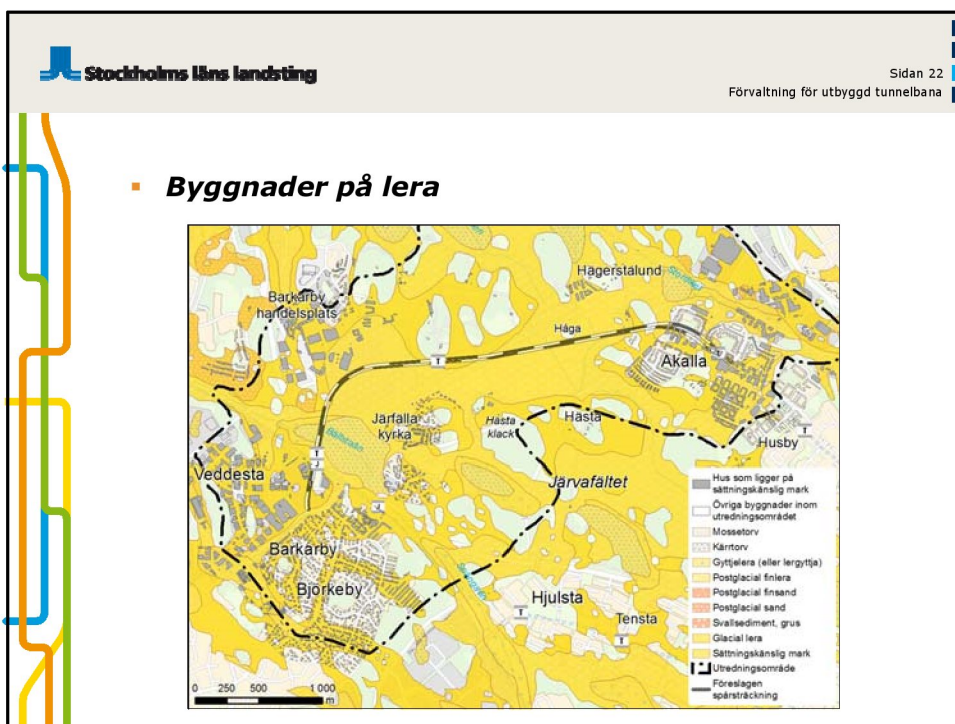 Stockholms läns landsting
Sidan 22
Förvaltning för utbyggd tunnelbana
Byggnader på lera
Hägerstalund
Barkarby
handelsplats
Håga
T
Akalla
Järfälla
kyrka
Hästa
klack
Hästa
T
Husby
T
J
Veddesta
Järvafältet
J
Barkarby
Björkeby
Hjulsta
T
Tensta
T
Hus som ligger på
sättningskänslig mark
Övriga byggnader inom
utredningsområdet
Mossetorv
Kärrtorv
Gyttjelera (eller lergyttja)
Postglacial finlera
Postglacial finsand
Postglacial sand
Svallsediment, grus
Glacial lera
Sättningskänslig mark
Utredningsområde
Föreslagen
spårsträckning
0 250 500 1 000
m